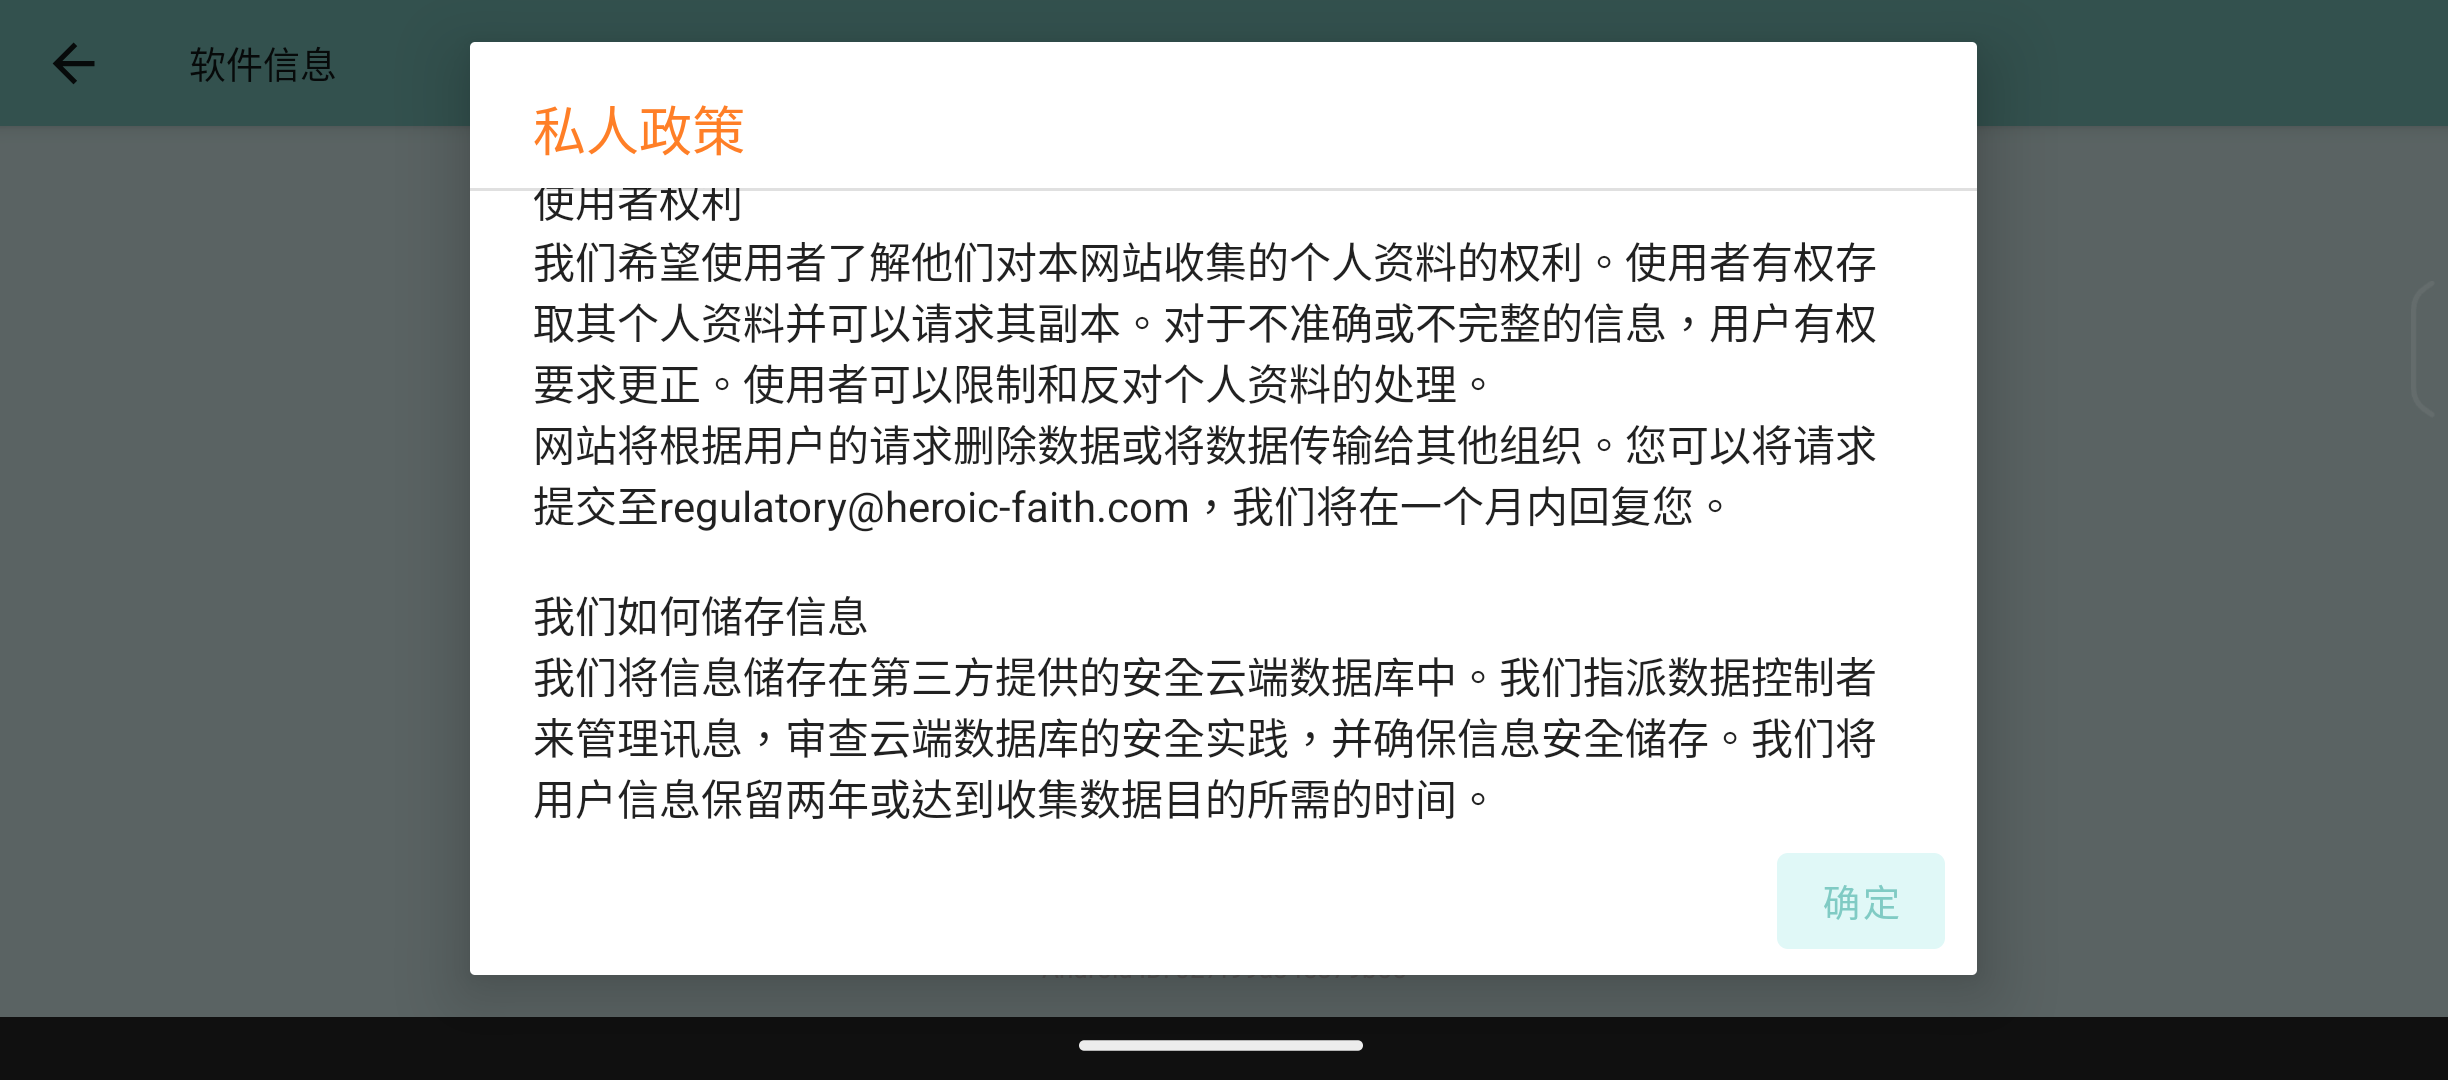 软件信息
私人政策
使用者权利
我们希望使用者了解他们对本网站收集的个人资料的权利。使用者有权存
取其个人资料并可以请求其副本。对于不准确或不完整的信息，用户有权
要求更正。使用者可以限制和反对个人资料的处理。
网站将根据用户的请求删除数据或将数据传输给其他组织。您可以将请求
提交至regulatory@heroic-faith.com，我们将在一个月内回复您。
我们如何储存信息
我们将信息储存在第三方提供的安全云端数据库中。我们指派数据控制者
来管理讯息，审查云端数据库的安全实践，并确保信息安全储存。我们将
用户信息保留两年或达到收集数据目的所需的时间。
确定